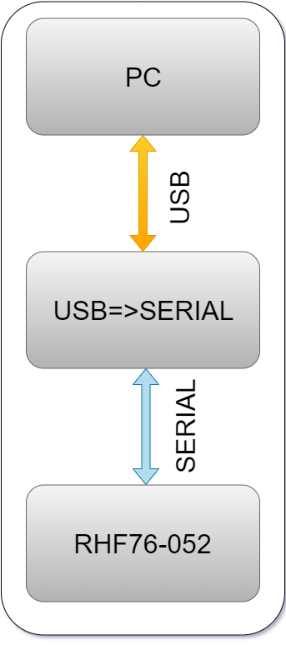 PC
USB
USB=>SERIAL
SERIAL
RHF76-052